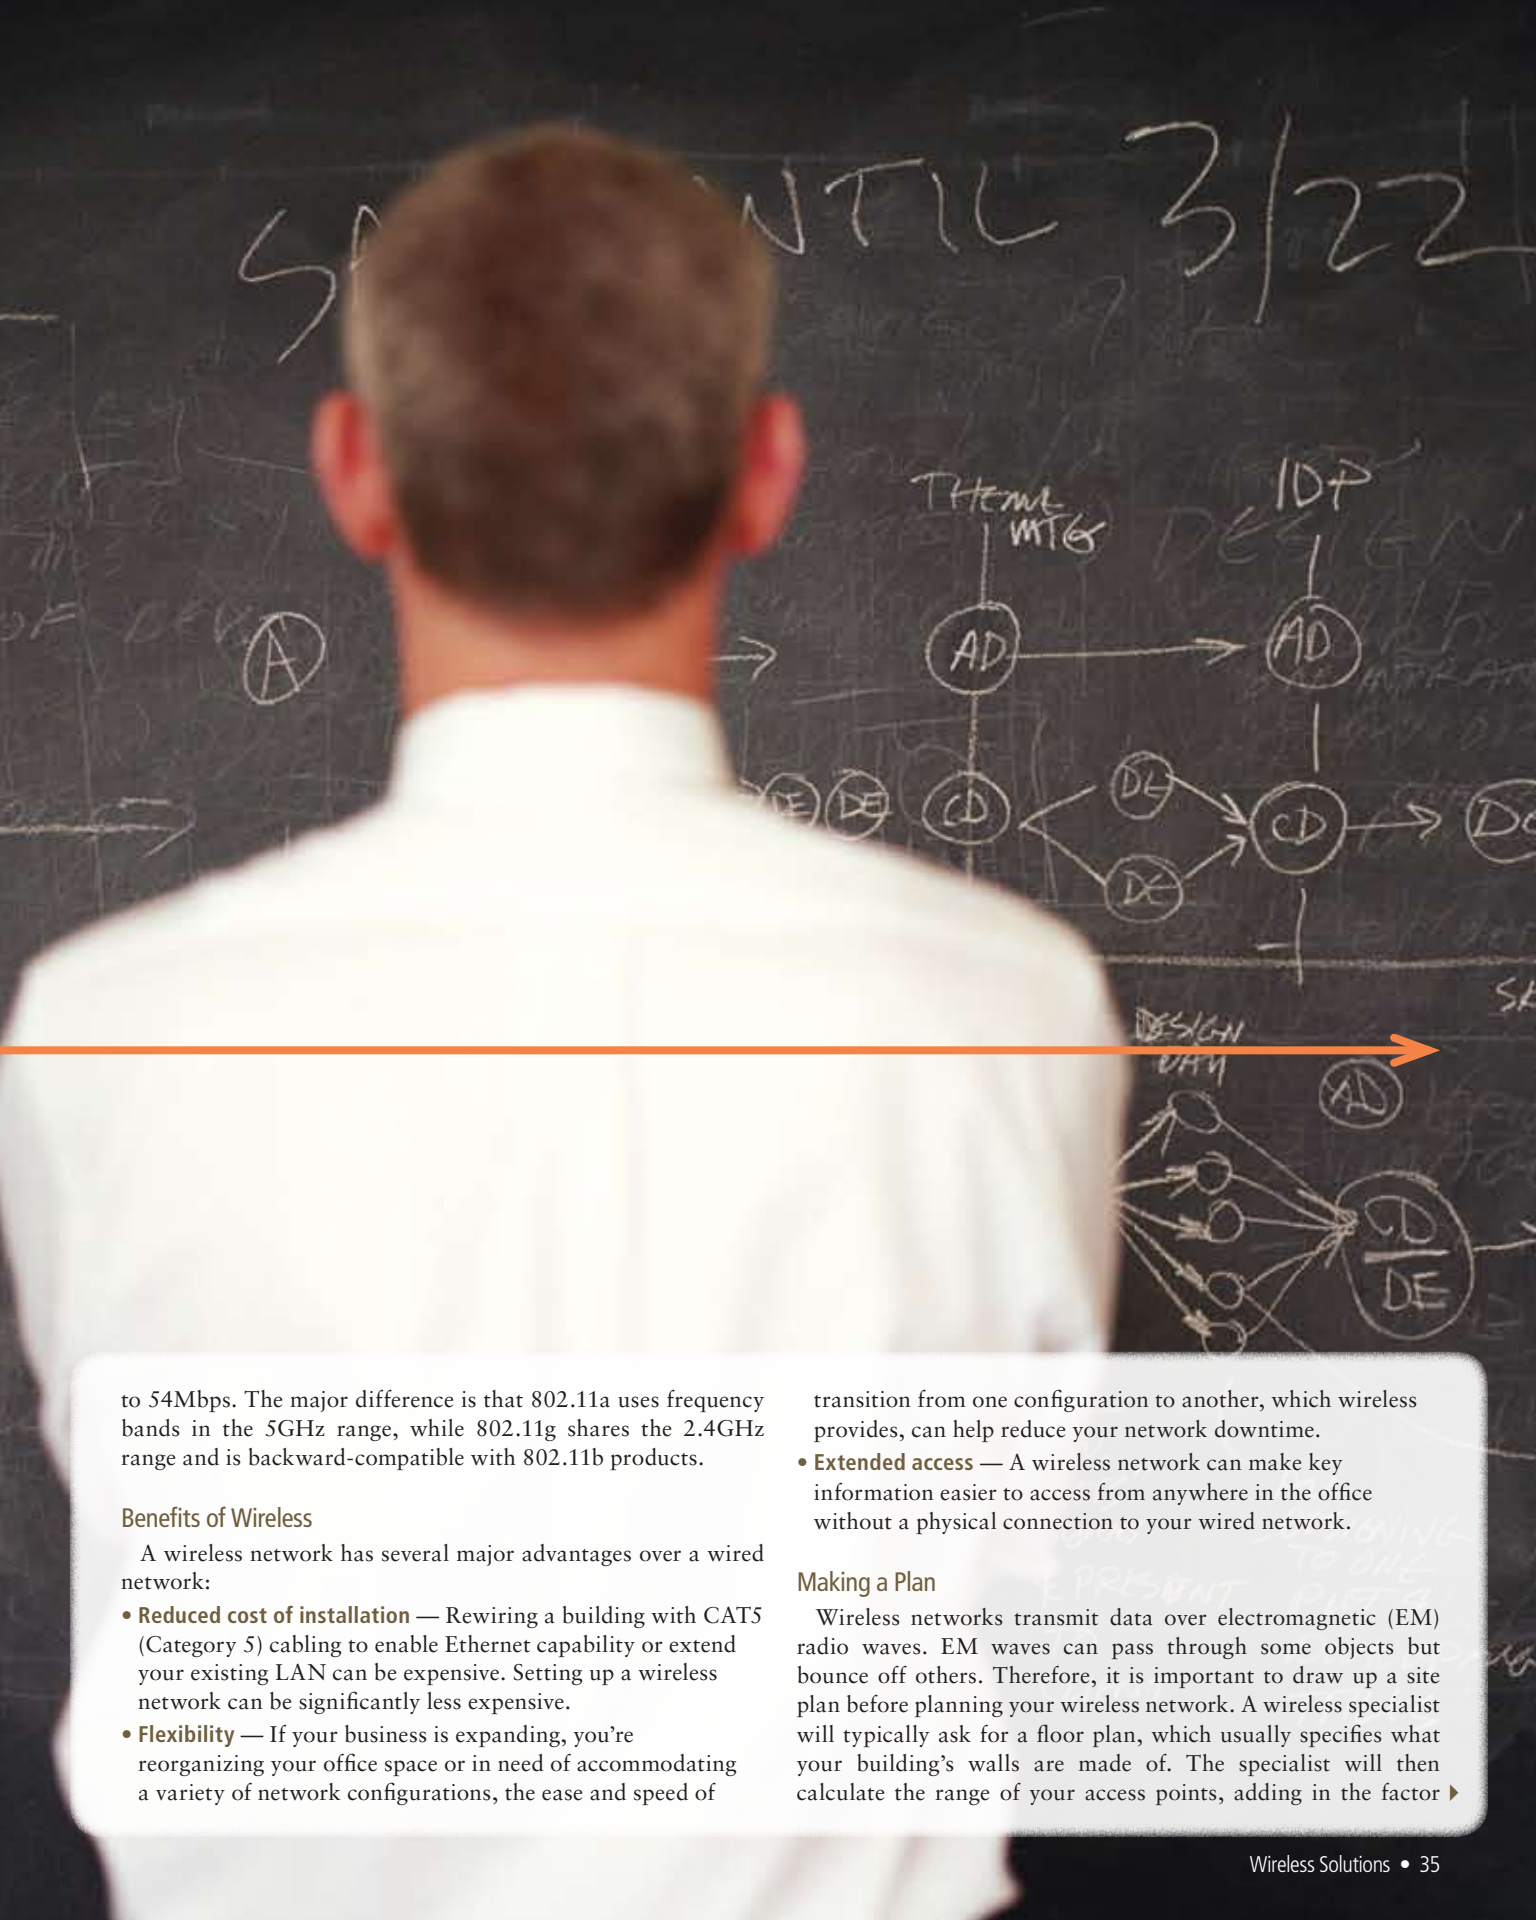 NTIL 3/22
THEME
MTG
IDP
DESIGN
A
AD
AD
DE
DE
CD
DE
DE
CD
DESIGN
DAY
AD
CD
DE
to 54Mbps. The major difference is that 802.11a uses frequency
bands in the 5GHz range, while 802.11g shares the 2.4GHz
range and is backward-compatible with 802.11b products.
Benefits of Wireless
A wireless network has several major advantages over a wired
network:
• Reduced cost of installation — Rewiring a building with CAT5
(Category 5) cabling to enable Ethernet capability or extend
your existing LAN can be expensive. Setting up a wireless
network can be significantly less expensive.
• Flexibility — If your business is expanding, you’re
reorganizing your office space or in need of accommodating
a variety of network configurations, the ease and speed of
transition from one configuration to another, which wireless
provides, can help reduce your network downtime.
• Extended access — A wireless network can make key
information easier to access from anywhere in the office
without a physical connection to your wired network.
Making a Plan
Wireless networks transmit data over electromagnetic (EM)
radio waves. EM waves can pass through some objects but
bounce off others. Therefore, it is important to draw up a site
plan before planning your wireless network. A wireless specialist
will typically ask for a floor plan, which usually specifies what
your building’s walls are made of. The specialist will then
calculate the range of your access points, adding in the factor
Wireless Solutions • 35